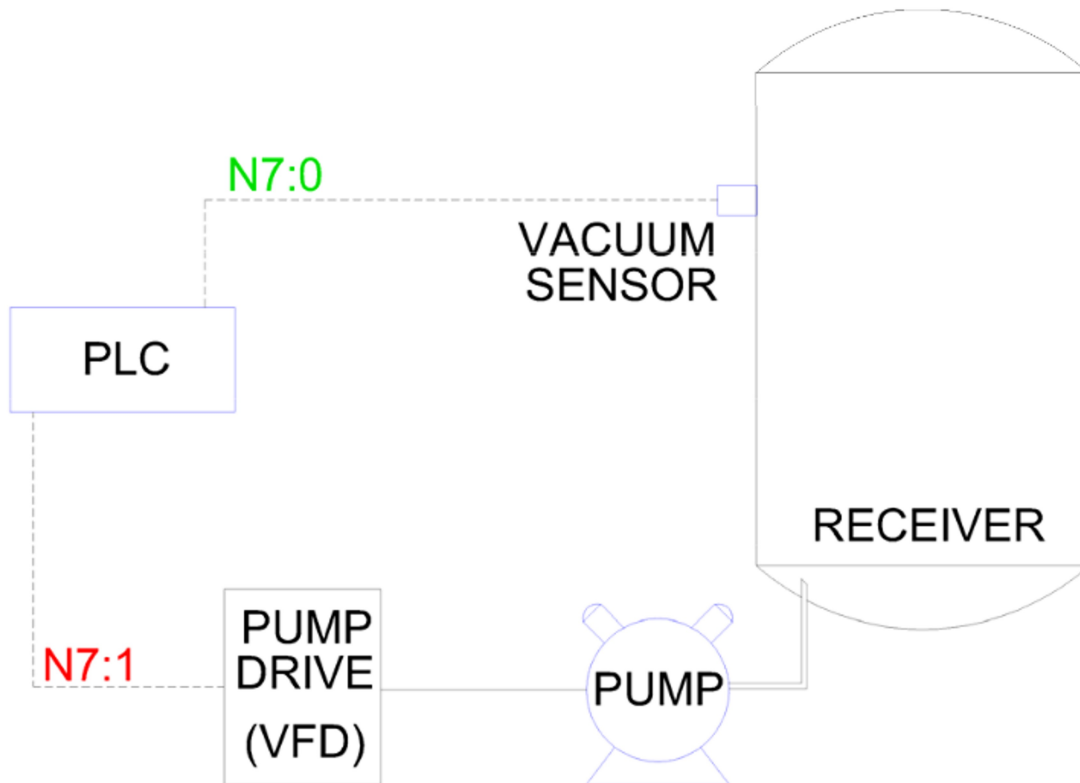 N7:0
VACUUM
SENSOR
PLC
RECEIVER
N7:1
PUMP
DRIVE
(VFD)
PUMP